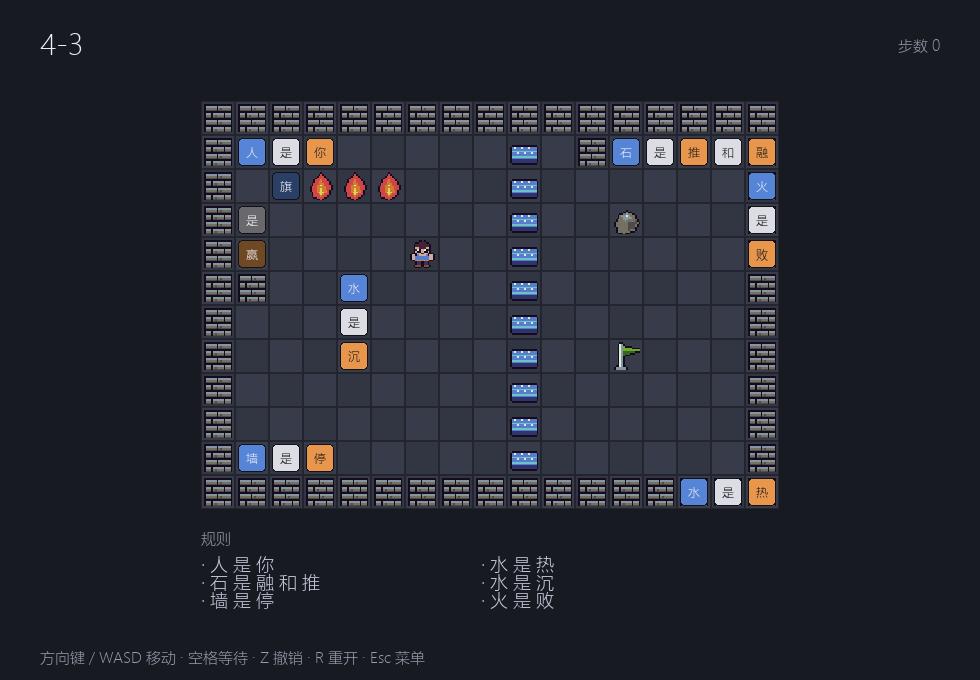 4-3
步数 0
人 是 你
石 是 推 和 融
旗
火
是
是
赢
败
水
是
沉
墙 是 停
水 是 热
规则
· 人 是 你
· 石 是 融 和 推
· 墙 是 停
· 水 是 热
· 水 是 沉
· 火 是 败
方向键 / WASD 移动 · 空格等待 · Z 撤销 · R 重开 · Esc 菜单